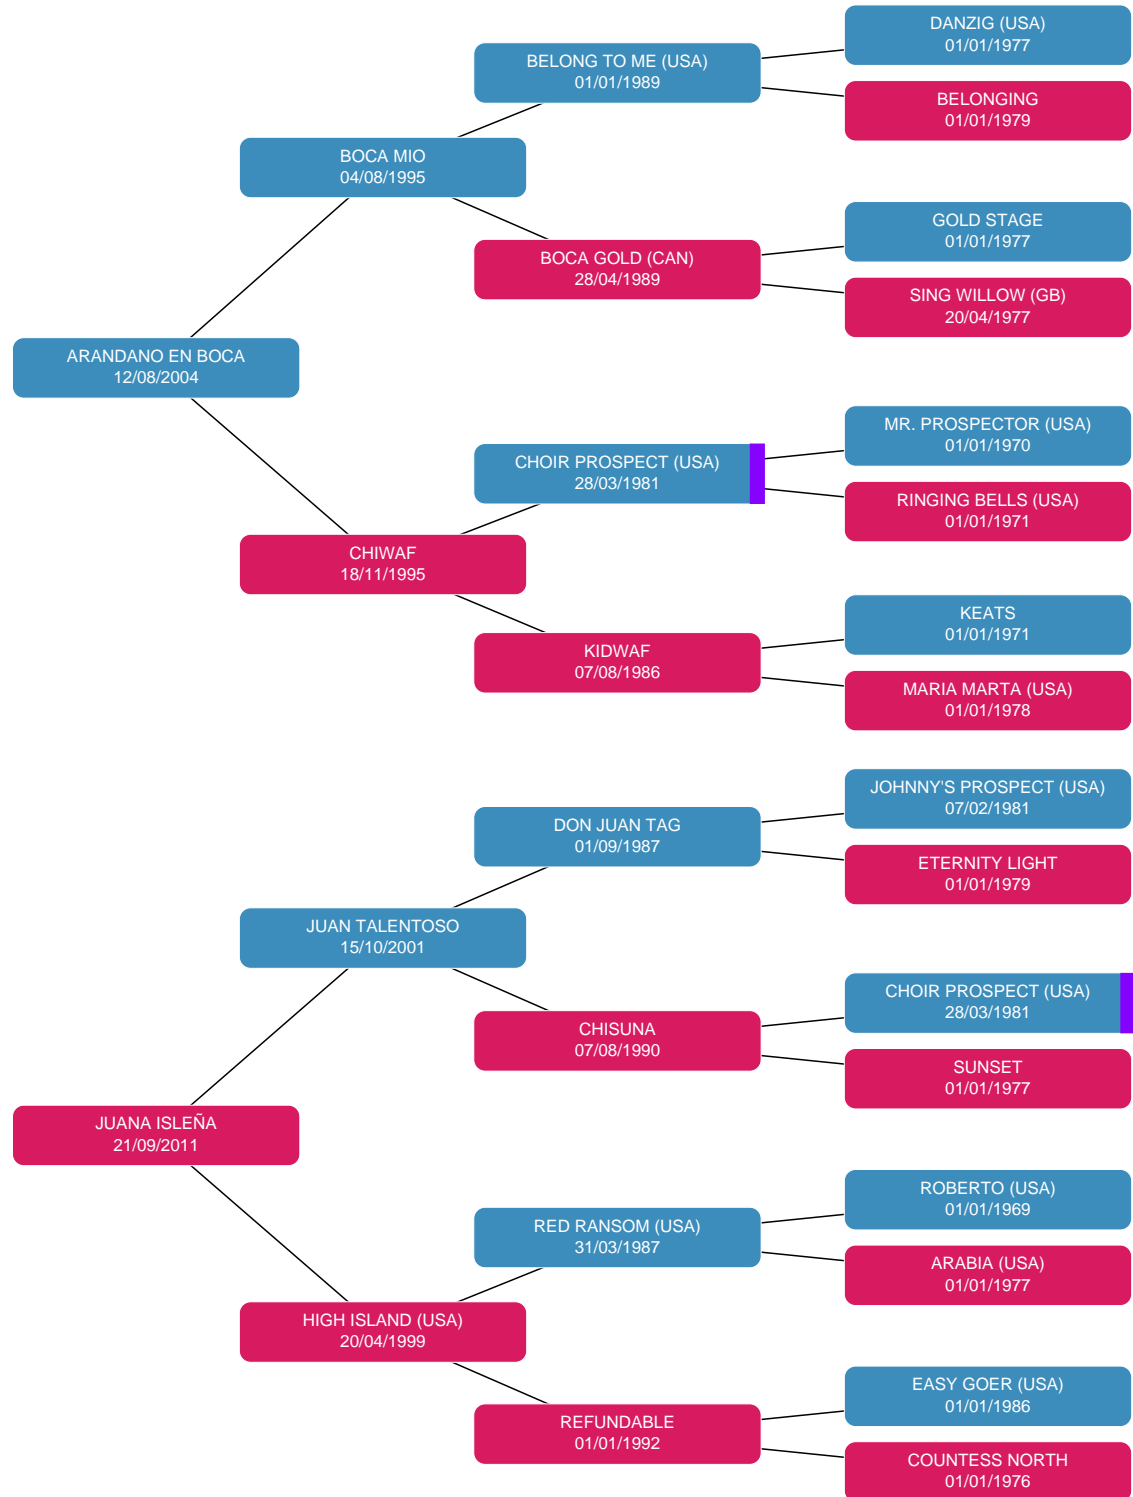 DANZIG (USA)
01/01/1977
BELONG TO ME (USA)
01/01/1989
BELONGING
01/01/1979
BOCA MIO
04/08/1995
GOLD STAGE
01/01/1977
BOCA GOLD (CAN)
28/04/1989
SING WILLOW (GB)
20/04/1977
ARANDANO EN BOCA
12/08/2004
MR. PROSPECTOR (USA)
01/01/1970
CHOIR PROSPECT (USA)
28/03/1981
RINGING BELLS (USA)
01/01/1971
CHIWAF
18/11/1995
KEATS
01/01/1971
KIDWAF
07/08/1986
MARIA MARTA (USA)
01/01/1978
JOHNNY'S PROSPECT (USA)
07/02/1981
DON JUAN TAG
01/09/1987
ETERNITY LIGHT
01/01/1979
JUAN TALENTOSO
15/10/2001
CHOIR PROSPECT (USA)
28/03/1981
CHISUNA
07/08/1990
SUNSET
01/01/1977
JUANA ISLEÑA
21/09/2011
ROBERTO (USA)
01/01/1969
RED RANSOM (USA)
31/03/1987
ARABIA (USA)
01/01/1977
HIGH ISLAND (USA)
20/04/1999
EASY GOER (USA)
01/01/1986
REFUNDABLE
01/01/1992
COUNTESS NORTH
01/01/1976